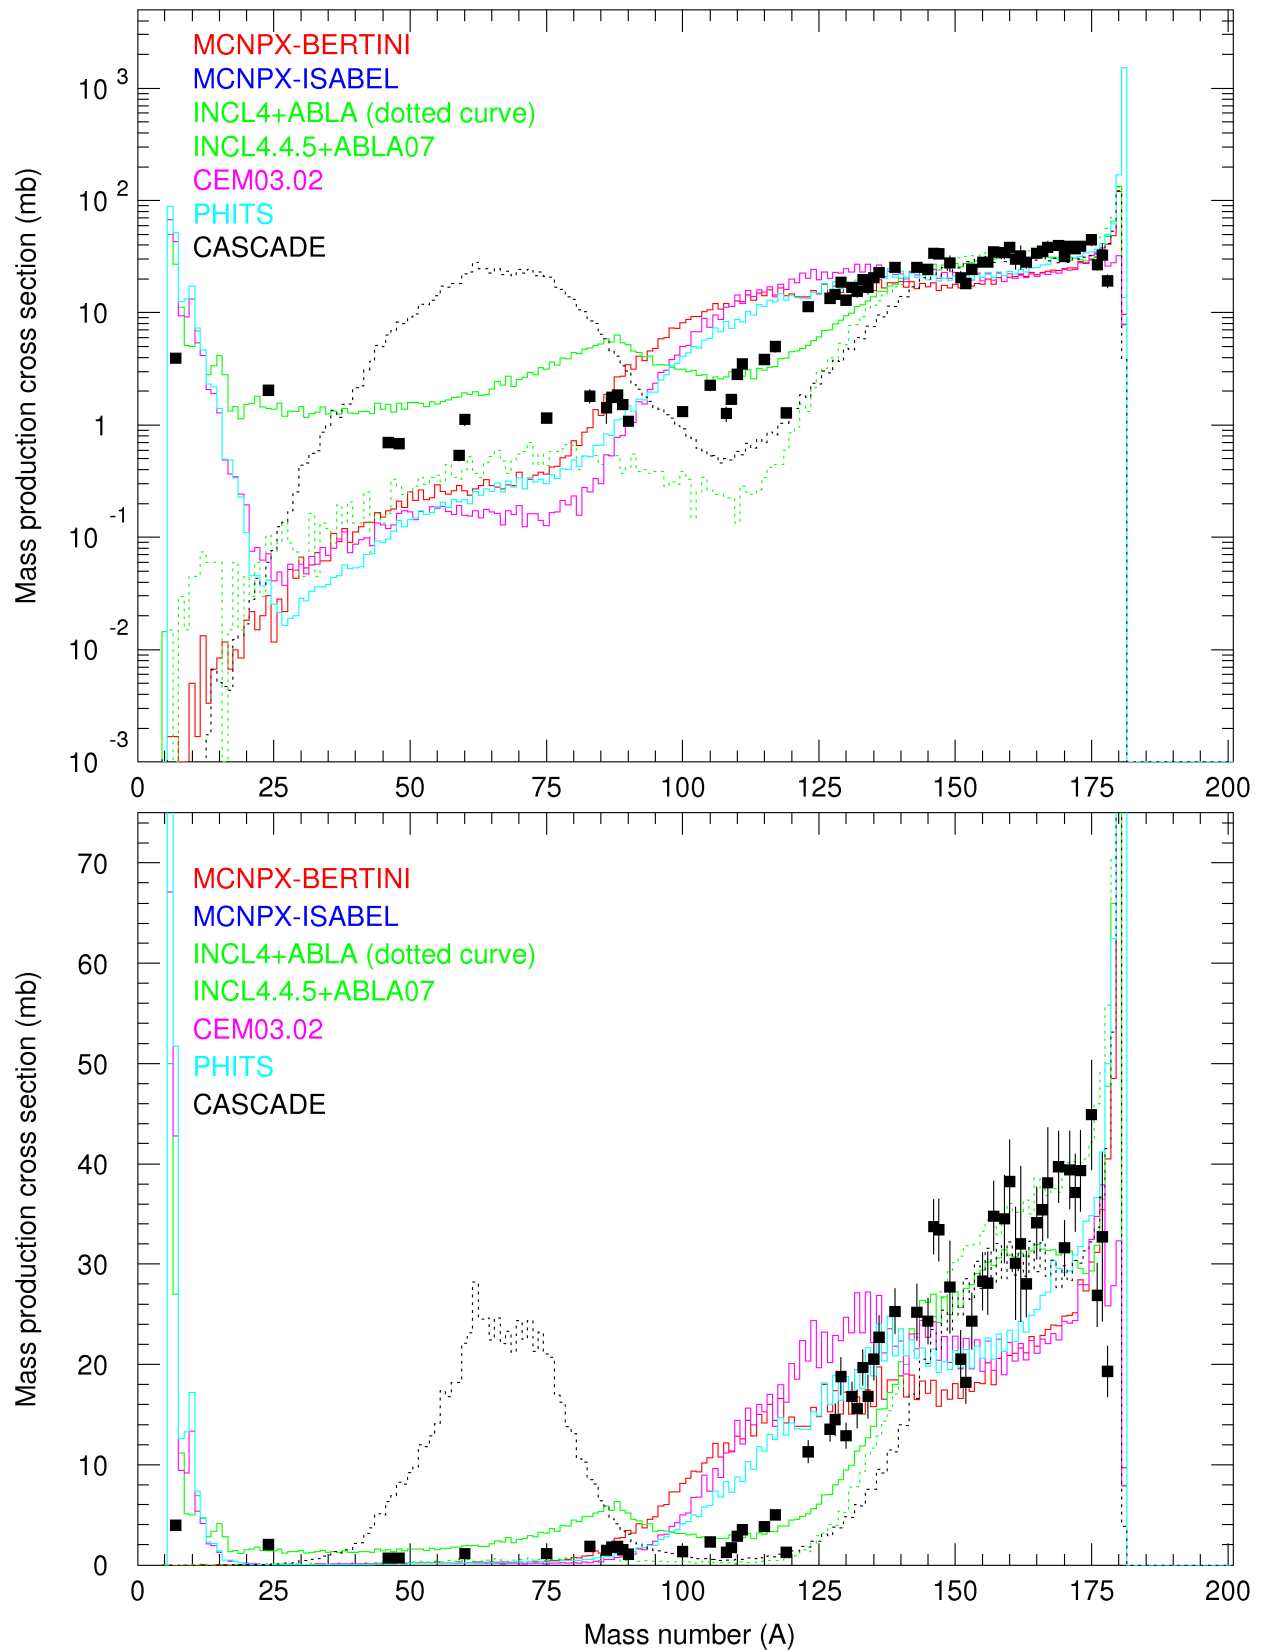 MCNPX-BERTINI
MCNPX-ISABEL
INCL4+ABLA (dotted curve)
INCL4.4.5+ABLA07
CEM03.02
PHITS
CASCADE
Mass production cross section (mb)
10 3
10 2
10
1
10 -1
10 -2
10 -3
0 25 50 75 100 125 150 175 200
MCNPX-BERTINI
MCNPX-ISABEL
INCL4+ABLA (dotted curve)
INCL4.4.5+ABLA07
CEM03.02
PHITS
CASCADE
Mass production cross section (mb)
70
60
50
40
30
20
10
0
0 25 50 75 100 125 150 175 200
Mass number (A)